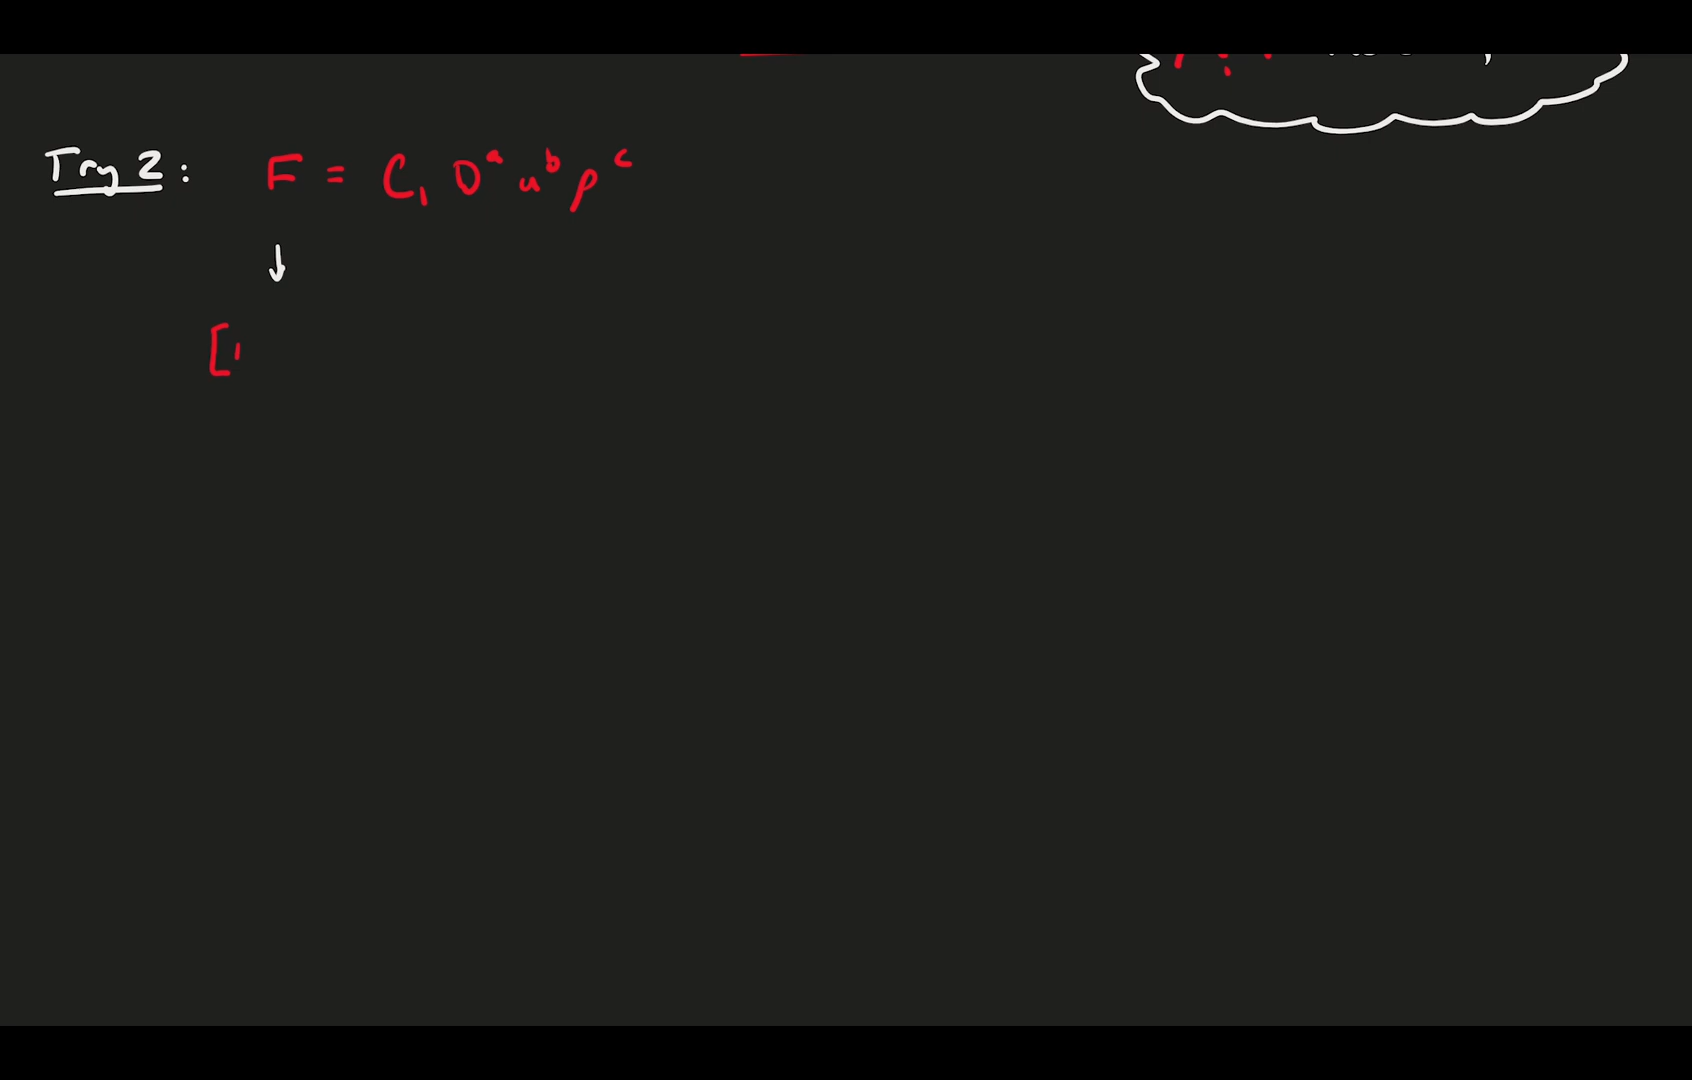 Try 2: F = C₁ D^a u^b ρ^c
↓
[